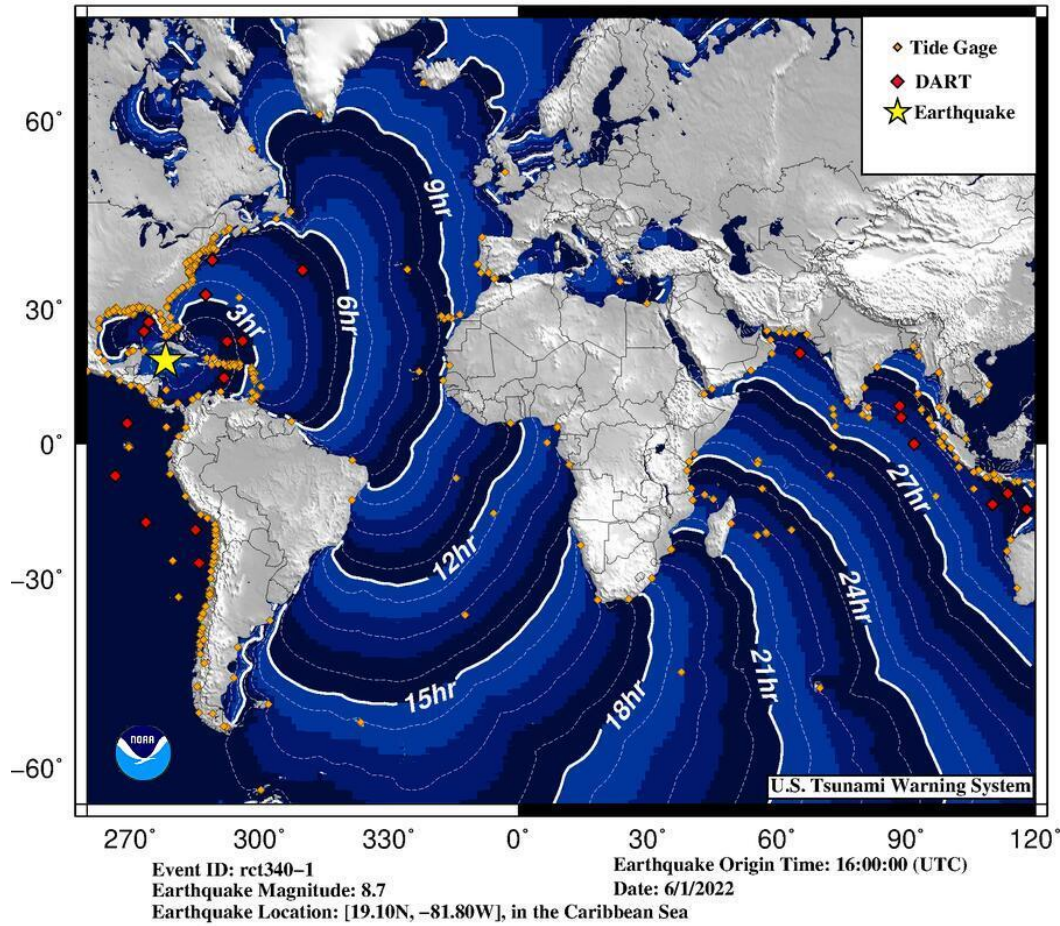 Tide Gage
DART
Earthquake
60°
30°
0°
−30°
−60°
9hr
6hr
3hr
12hr
15hr
18hr
21hr
24hr
27hr
NOAA
U.S. Tsunami Warning System
270° 300° 330° 0° 30° 60° 90° 120°
Event ID: rct340−1
Earthquake Magnitude: 8.7
Earthquake Location: [19.10N, −81.80W], in the Caribbean Sea
Earthquake Origin Time: 16:00:00 (UTC)
Date: 6/1/2022